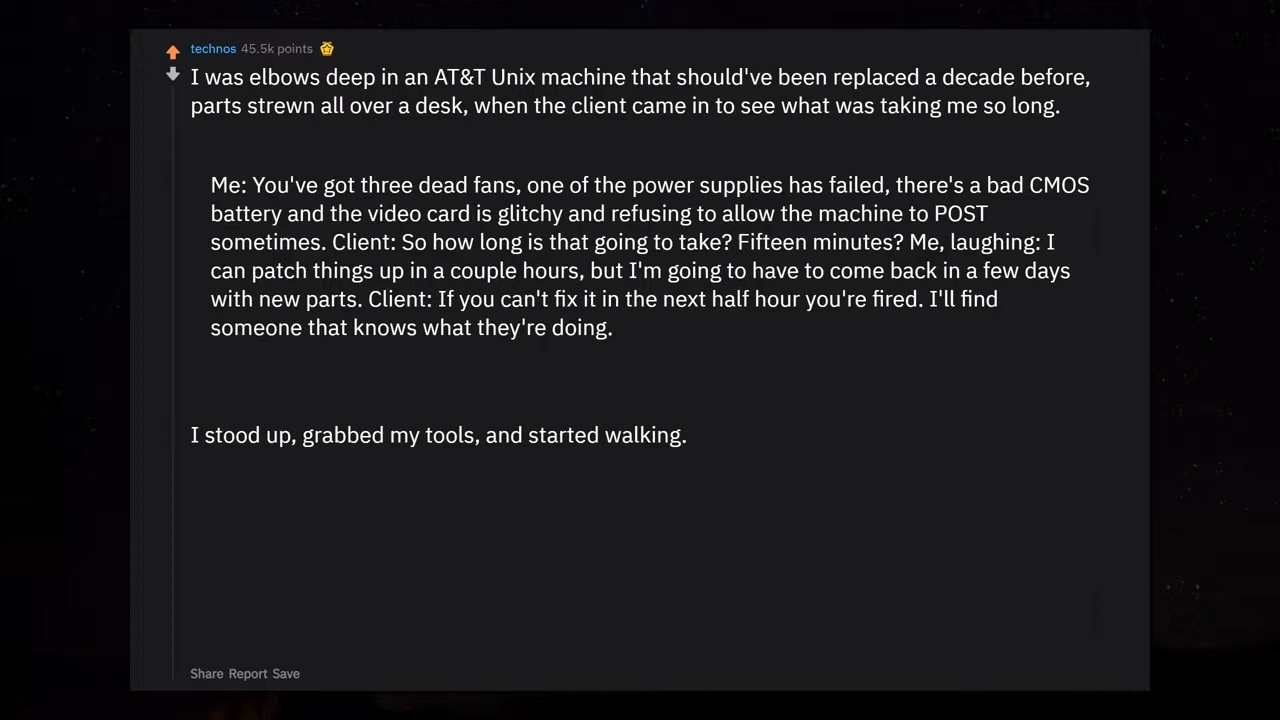 technos 45.5k points
I was elbows deep in an AT&T Unix machine that should've been replaced a decade before,
parts strewn all over a desk, when the client came in to see what was taking me so long.
Me: You've got three dead fans, one of the power supplies has failed, there's a bad CMOS
battery and the video card is glitchy and refusing to allow the machine to POST
sometimes. Client: So how long is that going to take? Fifteen minutes? Me, laughing: I
can patch things up in a couple hours, but I'm going to have to come back in a few days
with new parts. Client: If you can't fix it in the next half hour you're fired. I'll find
someone that knows what they're doing.
I stood up, grabbed my tools, and started walking.
Share Report Save